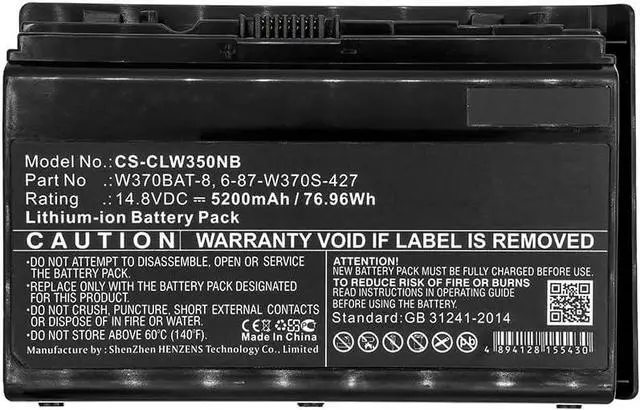 Model No.: CS-CLW350NB
Part No : W370BAT-8, 6-87-W370S-427
Rating : 14.8VDC ⎓ 5200mAh / 76.96Wh
Lithium-ion Battery Pack
CAUTION WARRANTY VOID IF LABEL IS REMOVED
•DO NOT ATTEMPT TO DISASSEMBLE, OPEN OR SERVICE
THE BATTERY PACK.
•REPLACE ONLY WITH THE BATTERY PACK DESIGNATED
FOR THIS PRODUCT.
•DO NOT CRUSH, PUNCTURE, SHORT EXTERNAL CONTACTS
OR DISPOSE OF IN FIRE OR WATER.
•DO NOT STORE ABOVE 60°C (140°F).
CE
Made In China
Manufacture by : ShenZhen HENZENS Technology Co., Limited
ATTENTION!
NEW BATTERY PACK MUST BE FULLY CHARGED BEFORE USE.
TO REDUCE RISK OF FIRE OR BURNS
READ INSTRUCTIONS IN OPERATING GUIDE
BEFORE USING THE BATTERY.
Standard: GB 31241-2014
4 894128 155430